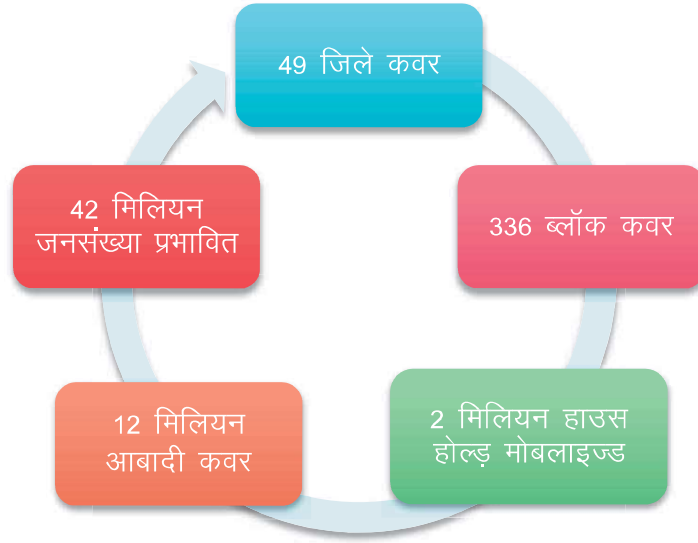 49 जिले कवर
336 ब्लॉक कवर
2 मिलियन हाउस
होल्ड़ मोबलाइज्ड
12 मिलियन
आबादी कवर
42 मिलियन
जनसंख्या प्रभावित